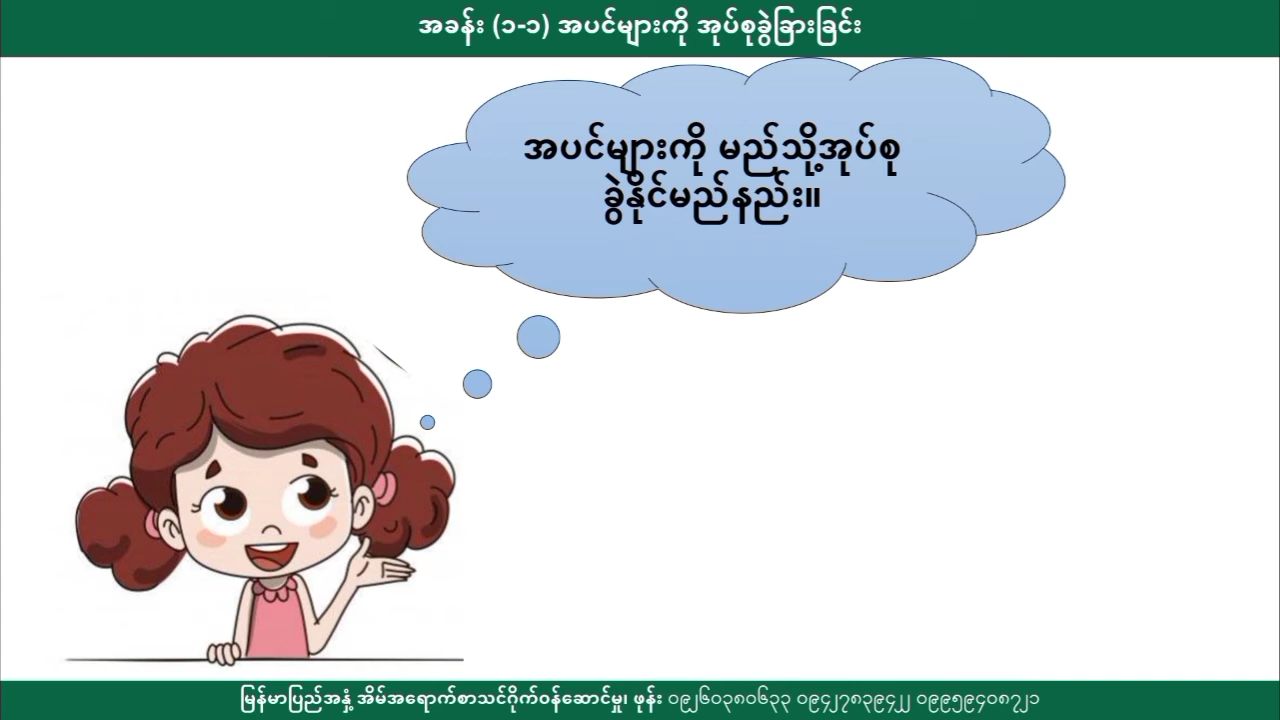 အခန်း (၁-၁) အပင်များကို အုပ်စုခွဲခြားခြင်း
အပင်များကို မည်သို့အုပ်စု
ခွဲနိုင်မည်နည်း။
မြန်မာပြည်အနှံ့ အိမ်အရောက်စာသင်ဂိုက်ဝန်ဆောင်မှု၊ ဖုန်း ၀၉၂၆၀၃၈၀၆၃၃ ၀၉၄၂၇၈၃၉၄၂၂ ၀၉၉၅၉၄၀၈၇၂၁